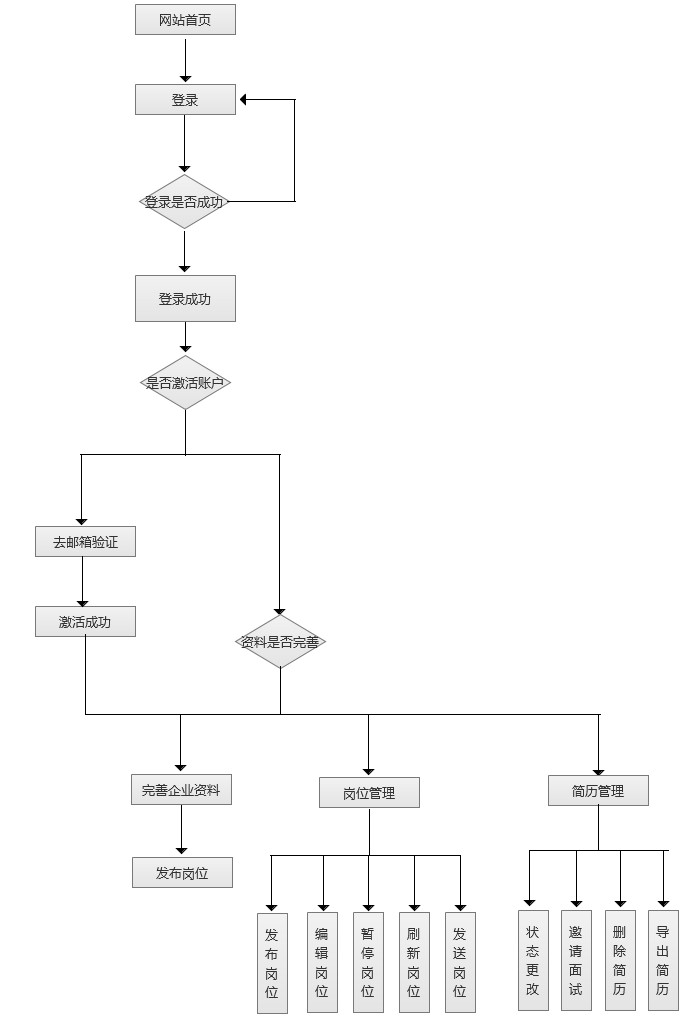 网站首页
登录
登录是否成功
登录成功
是否激活账户
去邮箱验证
激活成功
资料是否完善
完善企业资料
岗位管理
简历管理
发布岗位
发布岗位
编辑岗位
暂停岗位
刷新岗位
发送岗位
状态更改
邀请面试
删除简历
导出简历